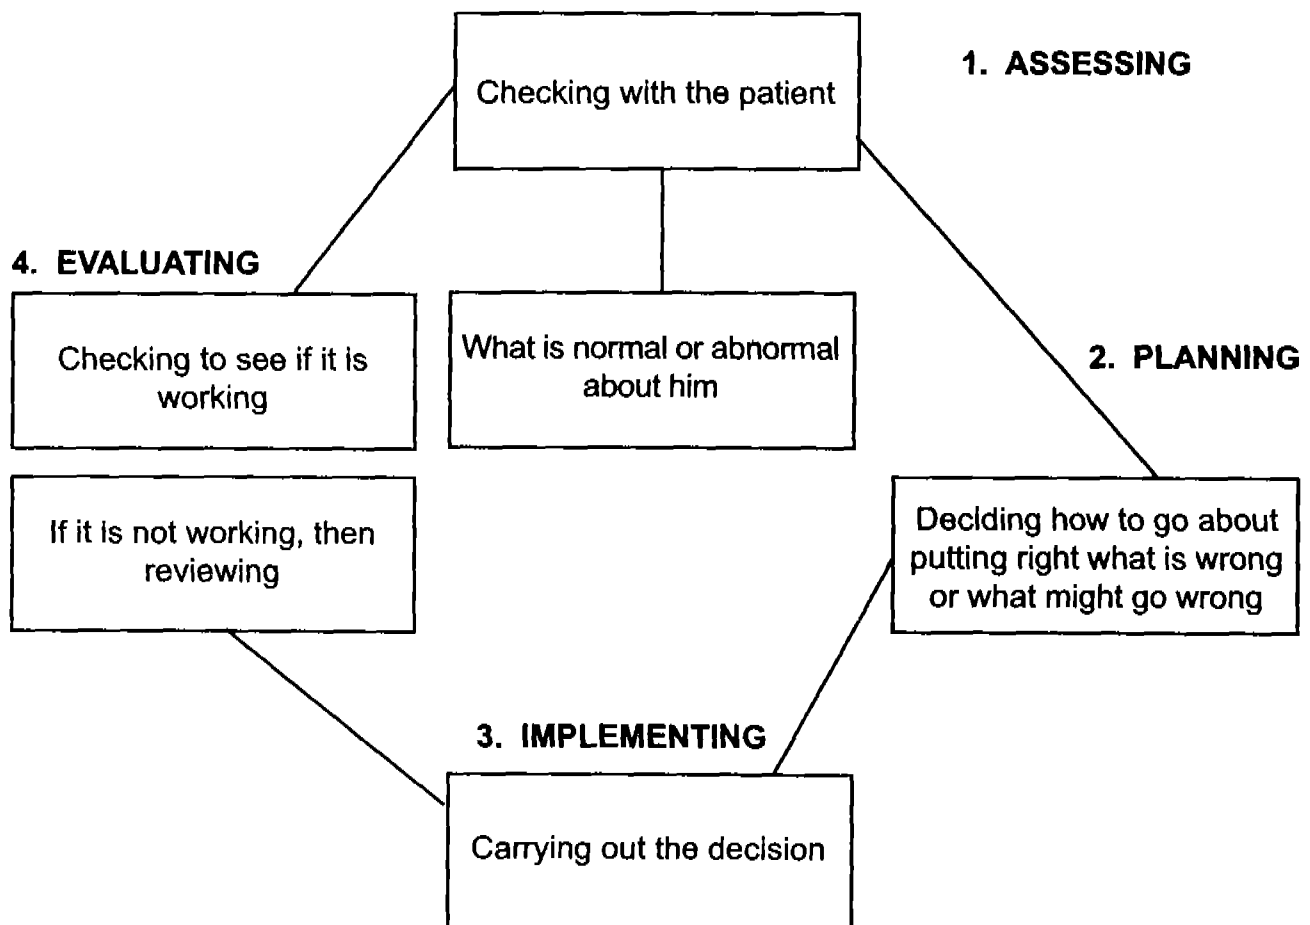 1. ASSESSING
Checking with the patient
4. EVALUATING
Checking to see if it is
working
What is normal or abnormal
about him
2. PLANNING
If it is not working, then
reviewing
Deciding how to go about
putting right what is wrong
or what might go wrong
3. IMPLEMENTING
Carrying out the decision